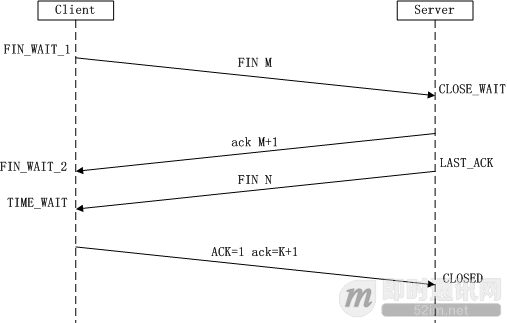 Client
Server
FIN_WAIT_1
FIN M
CLOSE_WAIT
ack M+1
FIN_WAIT_2
LAST_ACK
FIN N
TIME_WAIT
ACK=1 ack=K+1
CLOSED
即时通讯网
52im.net